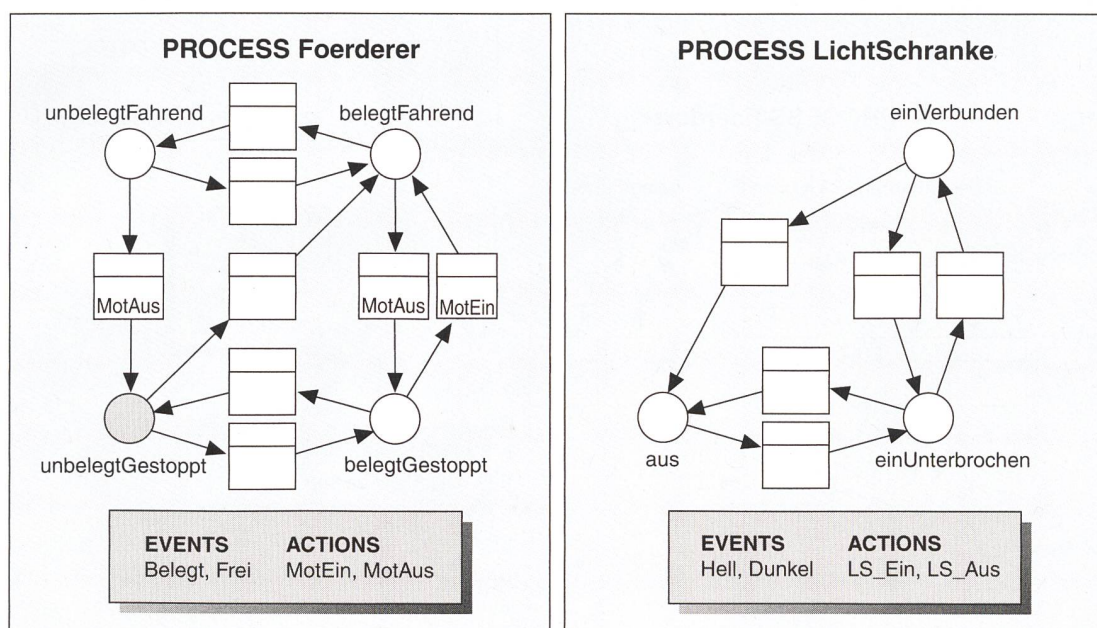 PROCESS Foerderer
unbelegtFahrend
belegtFahrend
MotAus
MotAus
MotEin
unbelegtGestoppt
belegtGestoppt
EVENTS ACTIONS
Belegt, Frei MotEin, MotAus
PROCESS LichtSchranke
einVerbunden
aus
einUnterbrochen
EVENTS ACTIONS
Hell, Dunkel LS_Ein, LS_Aus